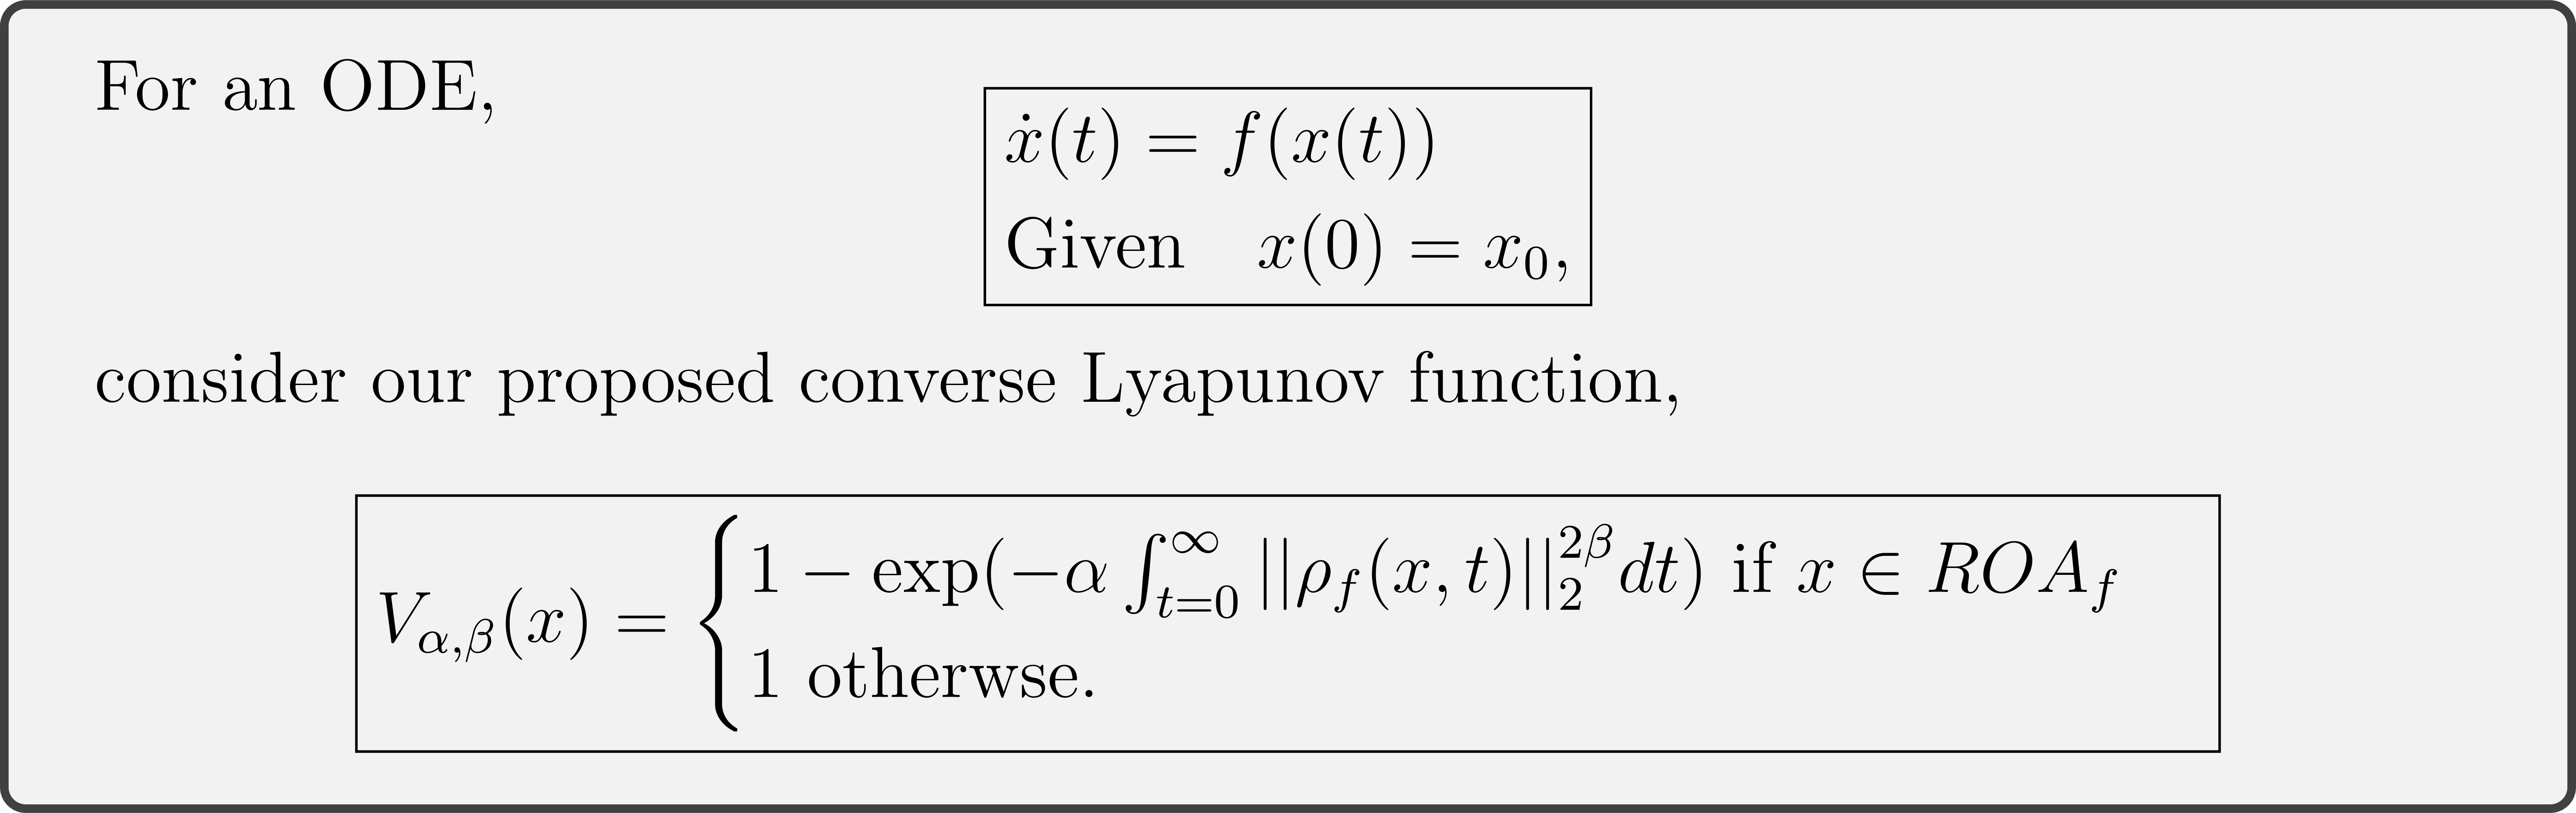 For an ODE,
ẋ(t) = f(x(t))
Given x(0) = x₀,
consider our proposed converse Lyapunov function,
V_{α,β}(x) = { 1 − exp(−α ∫_{t=0}^{∞} ||ρ_f(x, t)||_2^{2β} dt) if x ∈ ROA_f
1 otherwse.